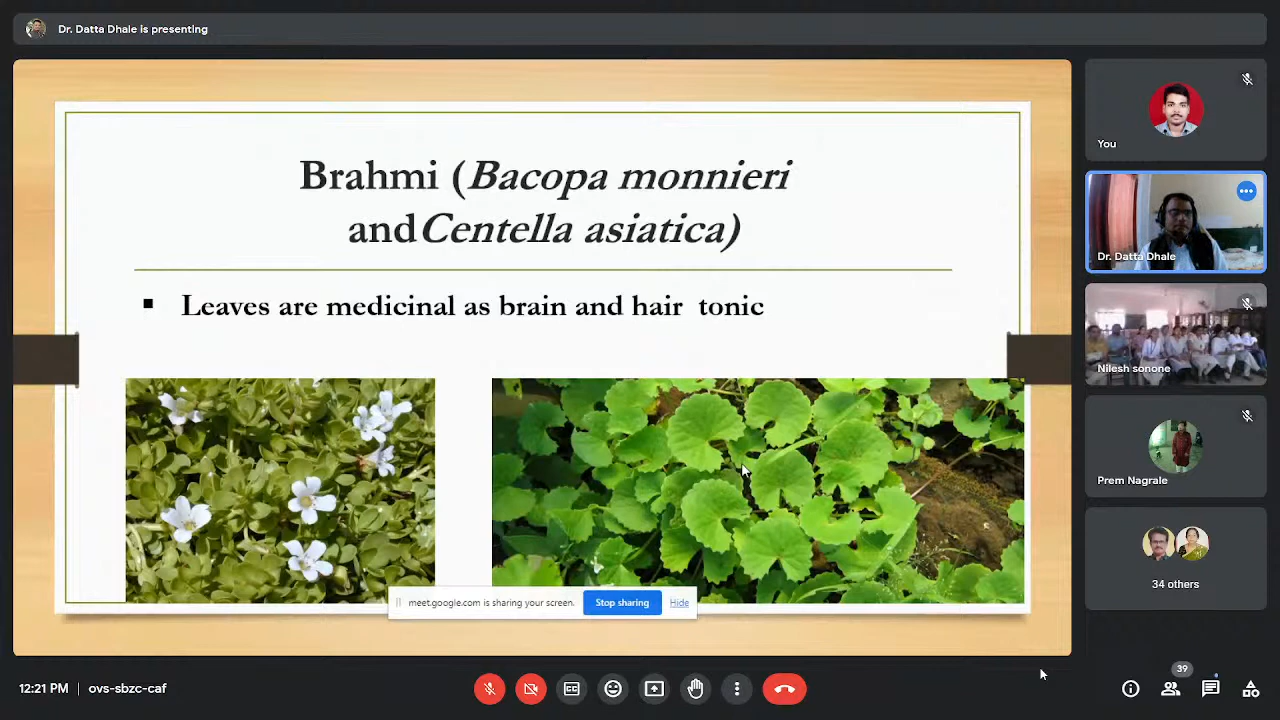 Dr. Datta Dhale is presenting
Brahmi (Bacopa monnieri
andCentella asiatica)
▪ Leaves are medicinal as brain and hair tonic
meet.google.com is sharing your screen.
Stop sharing
Hide
You
Dr. Datta Dhale
Nilesh sonone
Prem Nagrale
34 others
12:21 PM | ovs-sbzc-caf
39